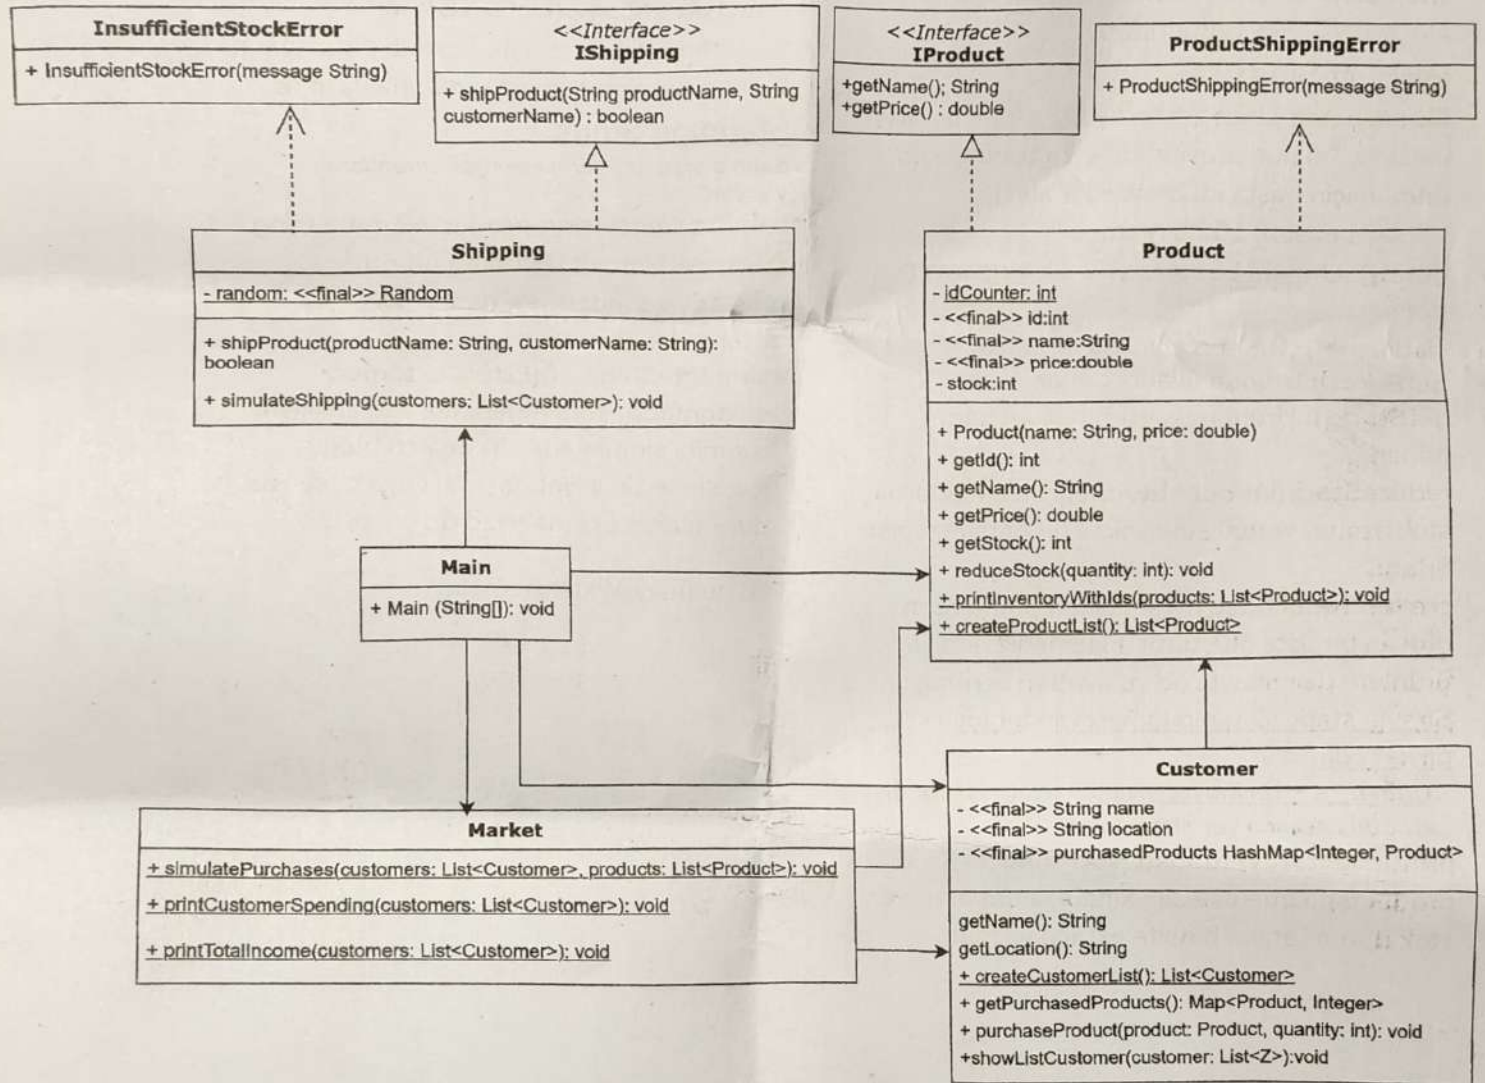 InsufficientStockError
+ InsufficientStockError(message String)
<<Interface>>
IShipping
+ shipProduct(String productName, String
customerName) : boolean
<<Interface>>
IProduct
+getName(); String
+getPrice() : double
ProductShippingError
+ ProductShippingError(message String)
Shipping
- random: <<final>> Random
+ shipProduct(productName: String, customerName: String):
boolean
+ simulateShipping(customers: List<Customer>): void
Product
- idCounter: int
- <<final>> id:int
- <<final>> name:String
- <<final>> price:double
- stock:int
+ Product(name: String, price: double)
+ getId(): int
+ getName(): String
+ getPrice(): double
+ getStock(): int
+ reduceStock(quantity: int): void
+ printInventoryWithIds(products: List<Product>): void
+ createProductList(): List<Product>
Main
+ Main (String[]): void
Market
+ simulatePurchases(customers: List<Customer>, products: List<Product>): void
+ printCustomerSpending(customers: List<Customer>): void
+ printTotalIncome(customers: List<Customer>): void
Customer
- <<final>> String name
- <<final>> String location
- <<final>> purchasedProducts HashMap<Integer, Product>
getName(): String
getLocation(): String
+ createCustomerList(): List<Customer>
+ getPurchasedProducts(): Map<Product, Integer>
+ purchaseProduct(product: Product, quantity: int): void
+showListCustomer(customer: List<Z>):void